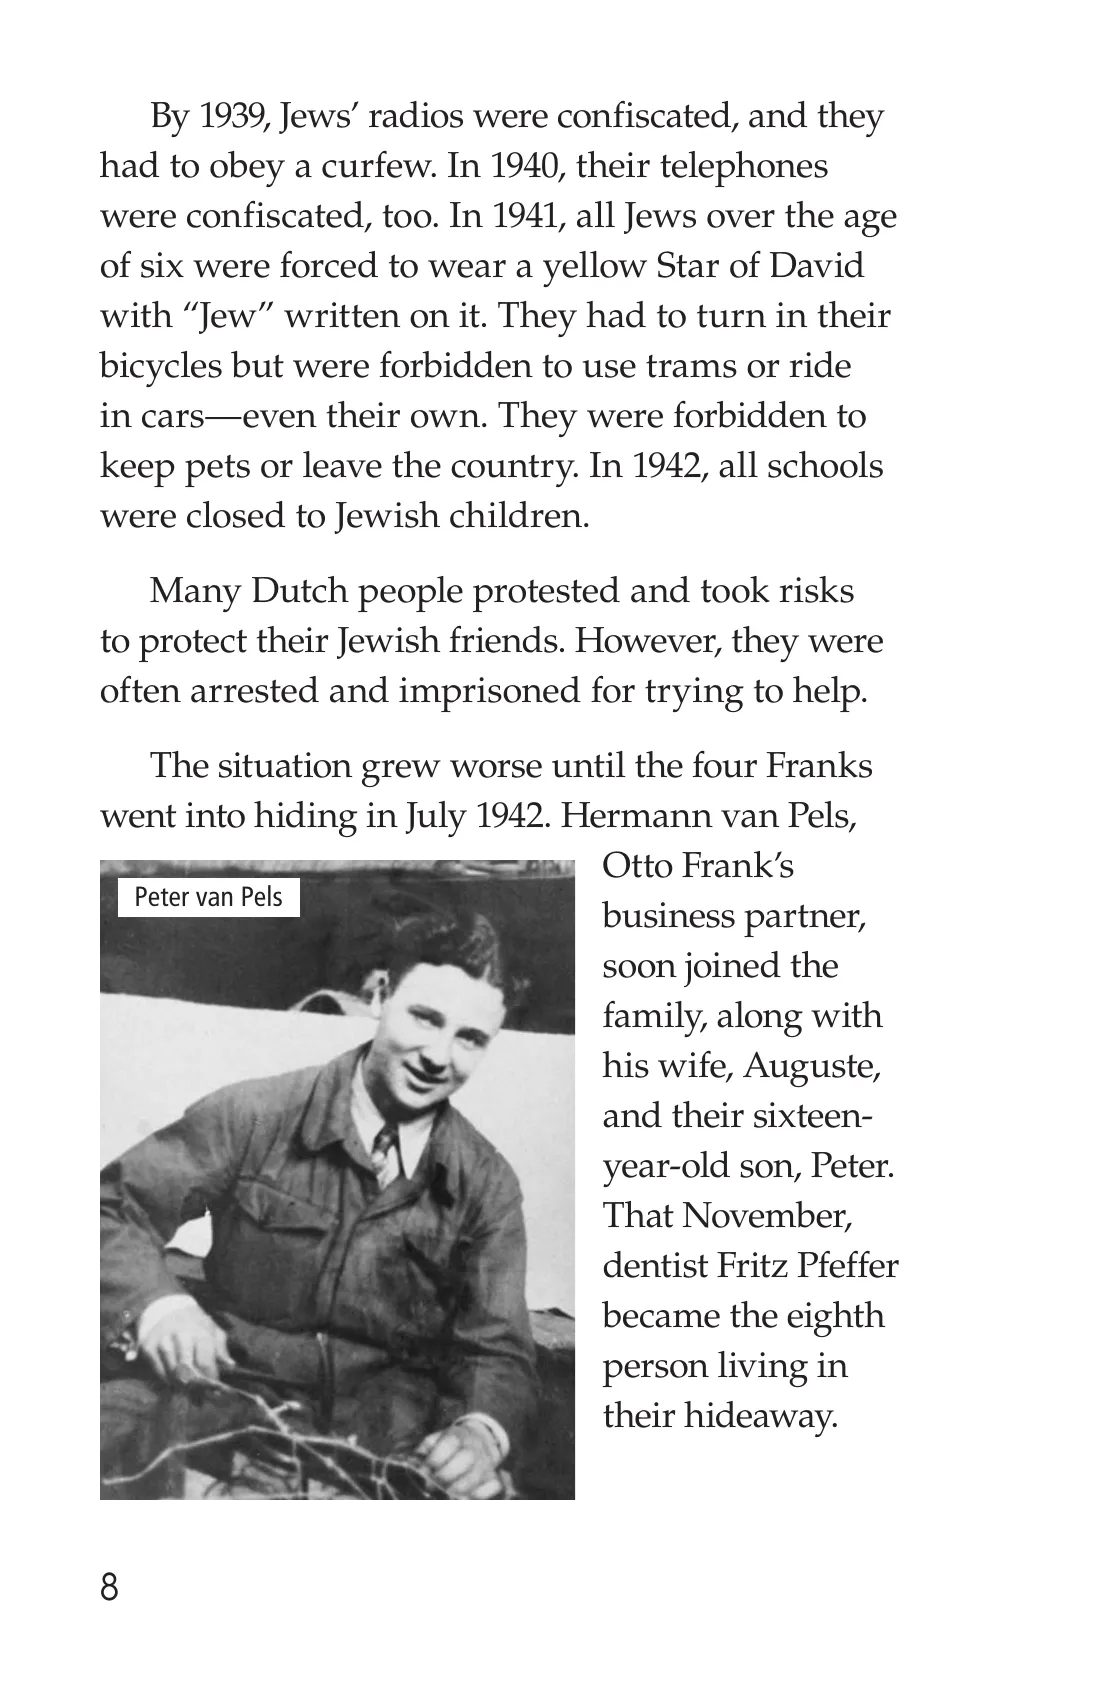 By 1939, Jews’ radios were confiscated, and they
had to obey a curfew. In 1940, their telephones
were confiscated, too. In 1941, all Jews over the age
of six were forced to wear a yellow Star of David
with “Jew” written on it. They had to turn in their
bicycles but were forbidden to use trams or ride
in cars—even their own. They were forbidden to
keep pets or leave the country. In 1942, all schools
were closed to Jewish children.
Many Dutch people protested and took risks
to protect their Jewish friends. However, they were
often arrested and imprisoned for trying to help.
The situation grew worse until the four Franks
went into hiding in July 1942. Hermann van Pels,
Otto Frank’s
business partner,
soon joined the
family, along with
his wife, Auguste,
and their sixteen-
year-old son, Peter.
That November,
dentist Fritz Pfeffer
became the eighth
person living in
their hideaway.
Peter van Pels
8